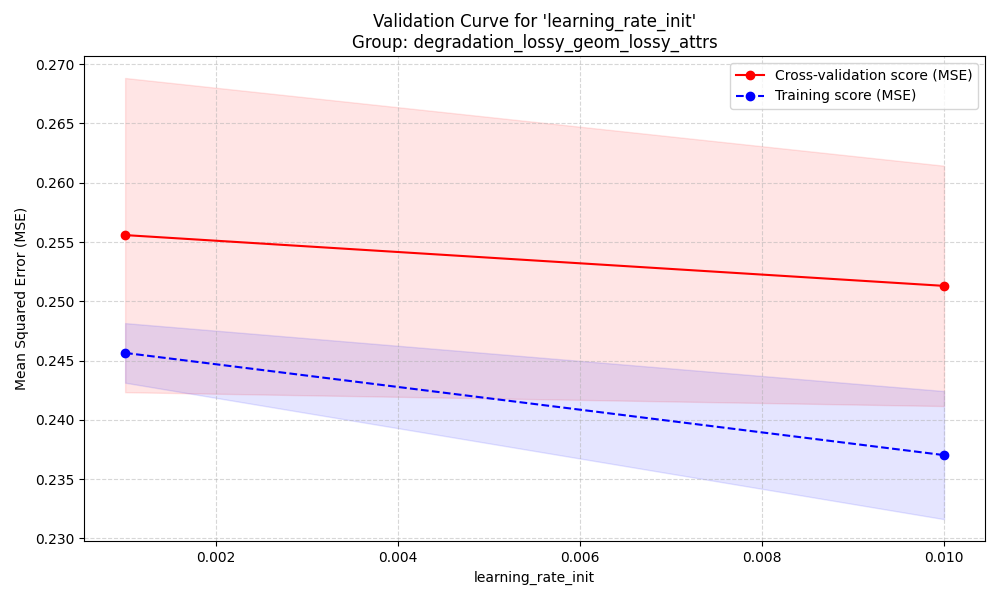 Validation Curve for 'learning_rate_init'
Group: degradation_lossy_geom_lossy_attrs
Cross-validation score (MSE)
Training score (MSE)
Mean Squared Error (MSE)
0.270
0.265
0.260
0.255
0.250
0.245
0.240
0.235
0.230
0.002
0.004
0.006
0.008
0.010
learning_rate_init